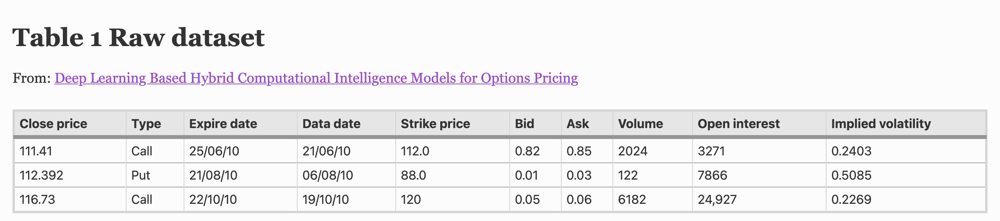 Table 1 Raw dataset
From: Deep Learning Based Hybrid Computational Intelligence Models for Options Pricing
Close price Type Expire date Data date Strike price Bid Ask Volume Open interest Implied volatility
111.41 Call 25/06/10 21/06/10 112.0 0.82 0.85 2024 3271 0.2403
112.392 Put 21/08/10 06/08/10 88.0 0.01 0.03 122 7866 0.5085
116.73 Call 22/10/10 19/10/10 120 0.05 0.06 6182 24,927 0.2269